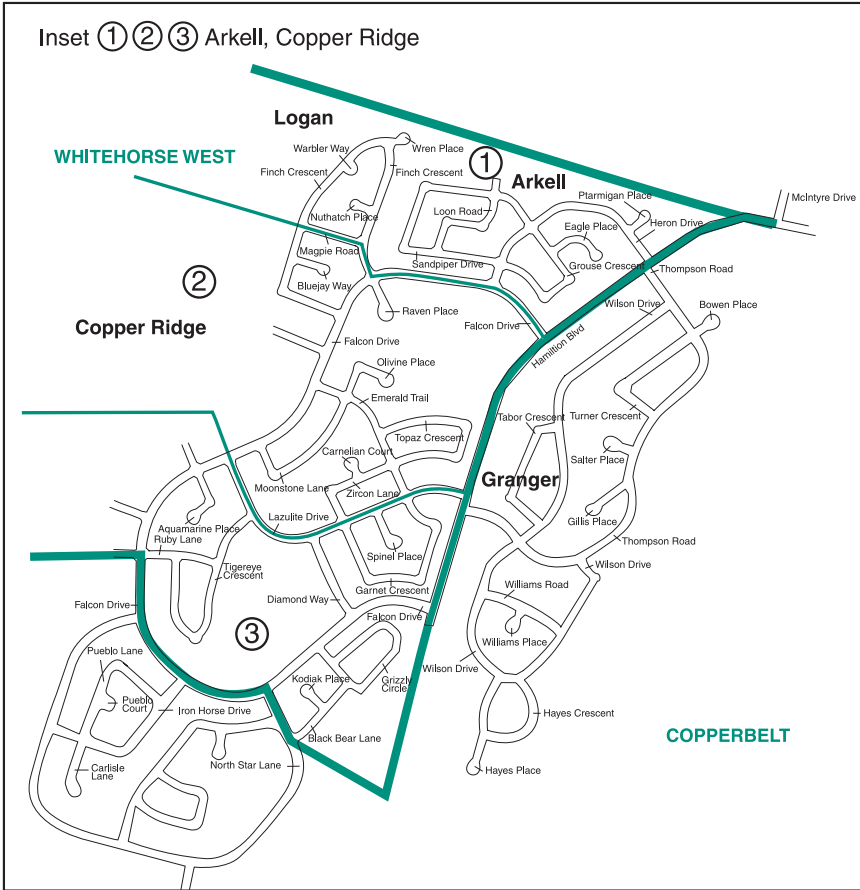 Inset ① ② ③ Arkell, Copper Ridge
Logan
WHITEHORSE WEST
Warbler Way
Wren Place
Finch Crescent
Finch Crescent
①
Arkell
Ptarmigan Place
McIntyre Drive
Nuthatch Place
Loon Road
Eagle Place
Heron Drive
Magpie Road
Sandpiper Drive
Grouse Crescent
Thompson Road
②
Bluejay Way
Wilson Drive
Bowen Place
Raven Place
Copper Ridge
Falcon Drive
Falcon Drive
Hamiltion Blvd
Olivine Place
Emerald Trail
Tabor Crescent
Turner Crescent
Topaz Crescent
Carnelian Court
Salter Place
Granger
Moonstone Lane
Zircon Lane
Lazulite Drive
Gillis Place
Aquamarine Place
Ruby Lane
Thompson Road
Spinel Place
Tigereye
Crescent
Wilson Drive
Garnet Crescent
Williams Road
Falcon Drive
Diamond Way
Falcon Drive
③
Williams Place
Pueblo Lane
Wilson Drive
Kodiak Place
Grizzly
Circle
Pueblo
Court
Iron Horse Drive
Hayes Crescent
Black Bear Lane
COPPERBELT
Carlisle
Lane
North Star Lane
Hayes Place